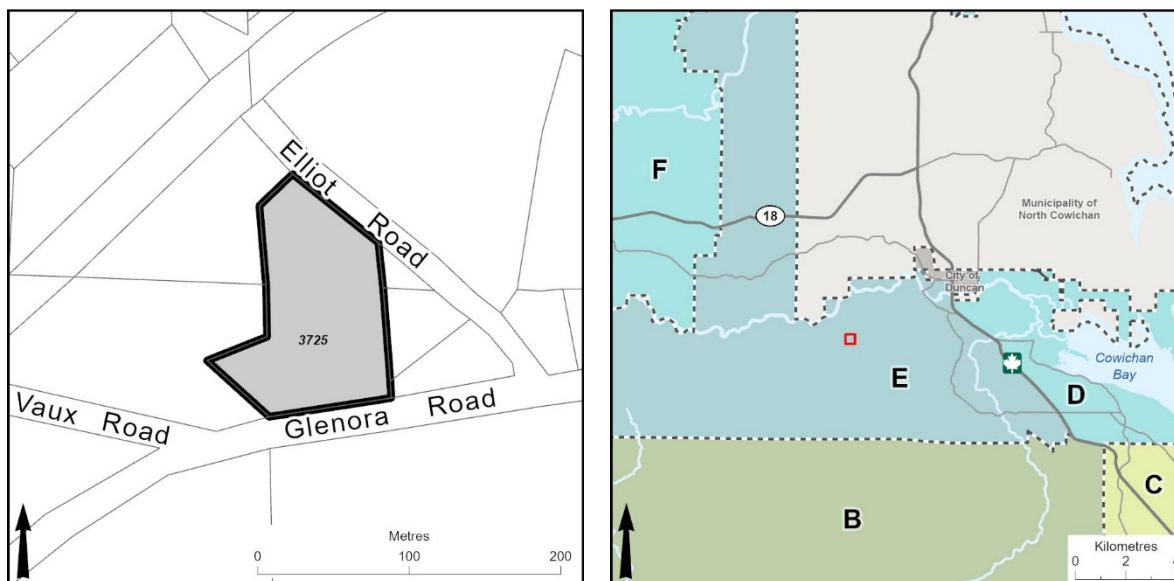 Elliot Road
3725
Vaux Road
Glenora Road
Metres
0 100 200
F
18
Municipality of
North Cowichan
City of
Duncan
Cowichan
Bay
E
D
C
B
Kilometres
0 2 4